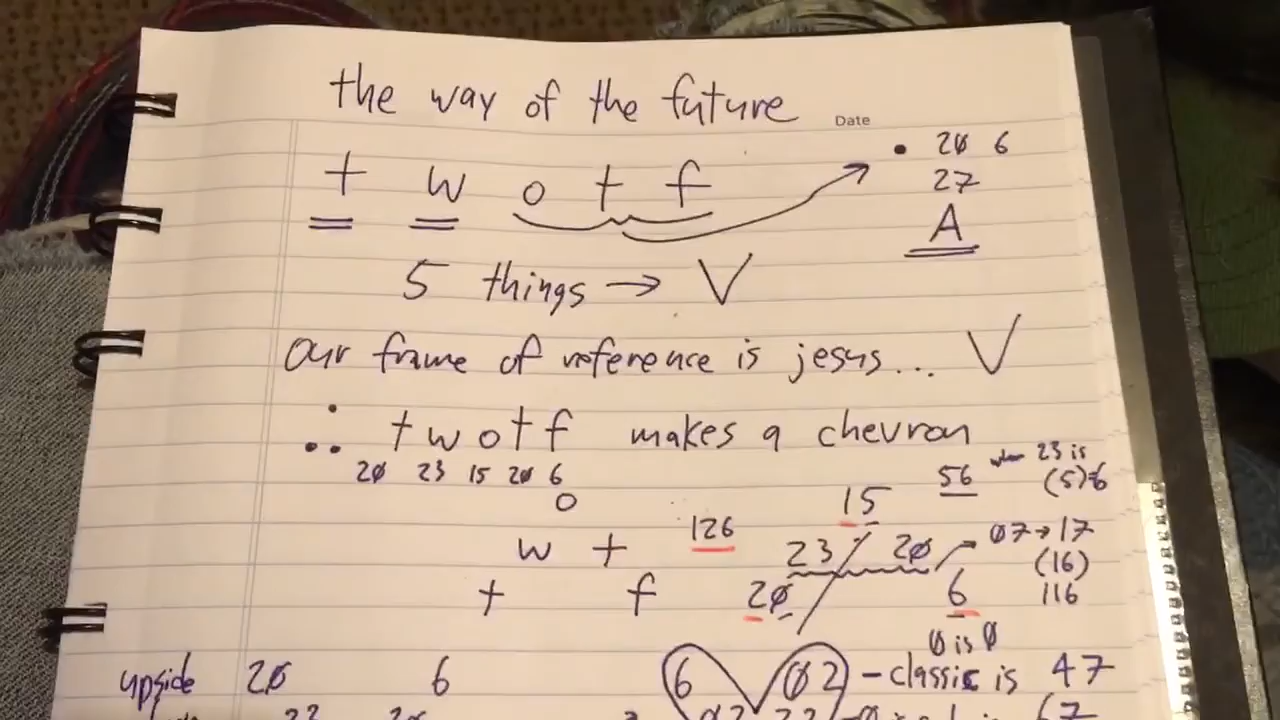 the way of the future
Date
t w o t f
• 20 6
27
A
5 things → V
our frame of reference is jesus... V
∴ t w o t f makes a chevron
20 23 15 20 6
56
23 is
(5)=6
o
15
w t
126
23 20
07→17
(16)
t f
20
6
116
0 is 0
upside 20 6
6 02 - classic is 47